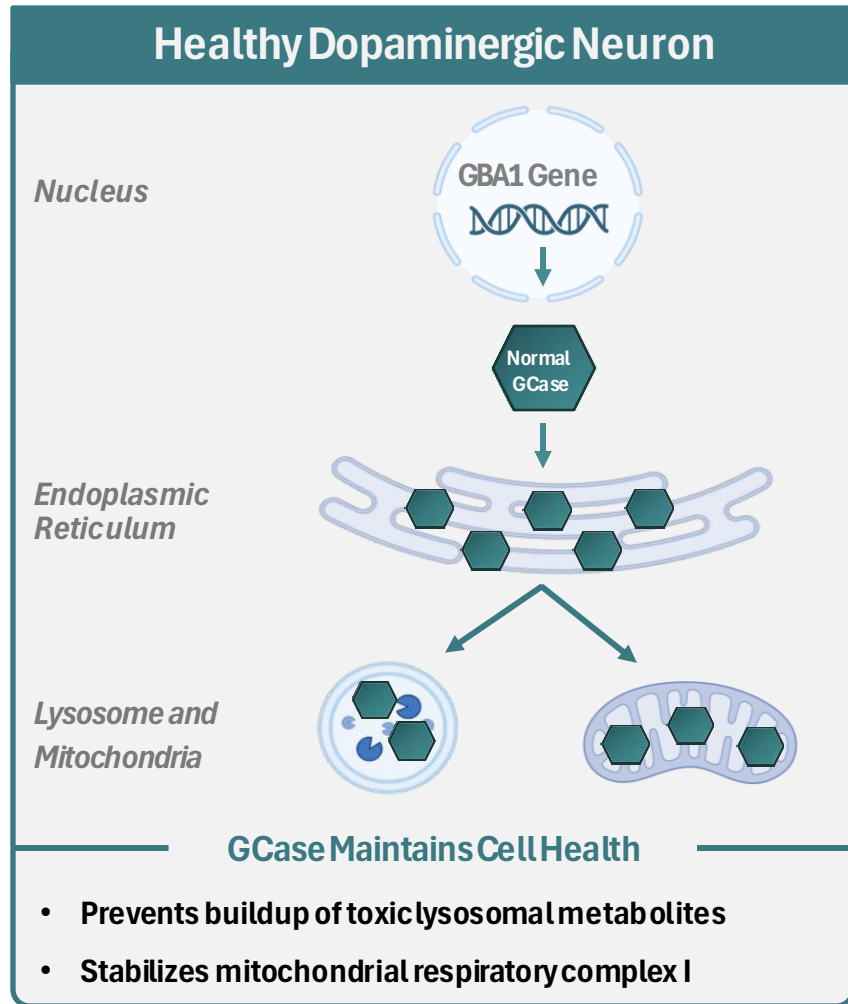 Healthy Dopaminergic Neuron
Nucleus
GBA1 Gene
Normal
GCase
Endoplasmic
Reticulum
Lysosome and
Mitochondria
GCase Maintains Cell Health
• Prevents buildup of toxic lysosomal metabolites
• Stabilizes mitochondrial respiratory complex I